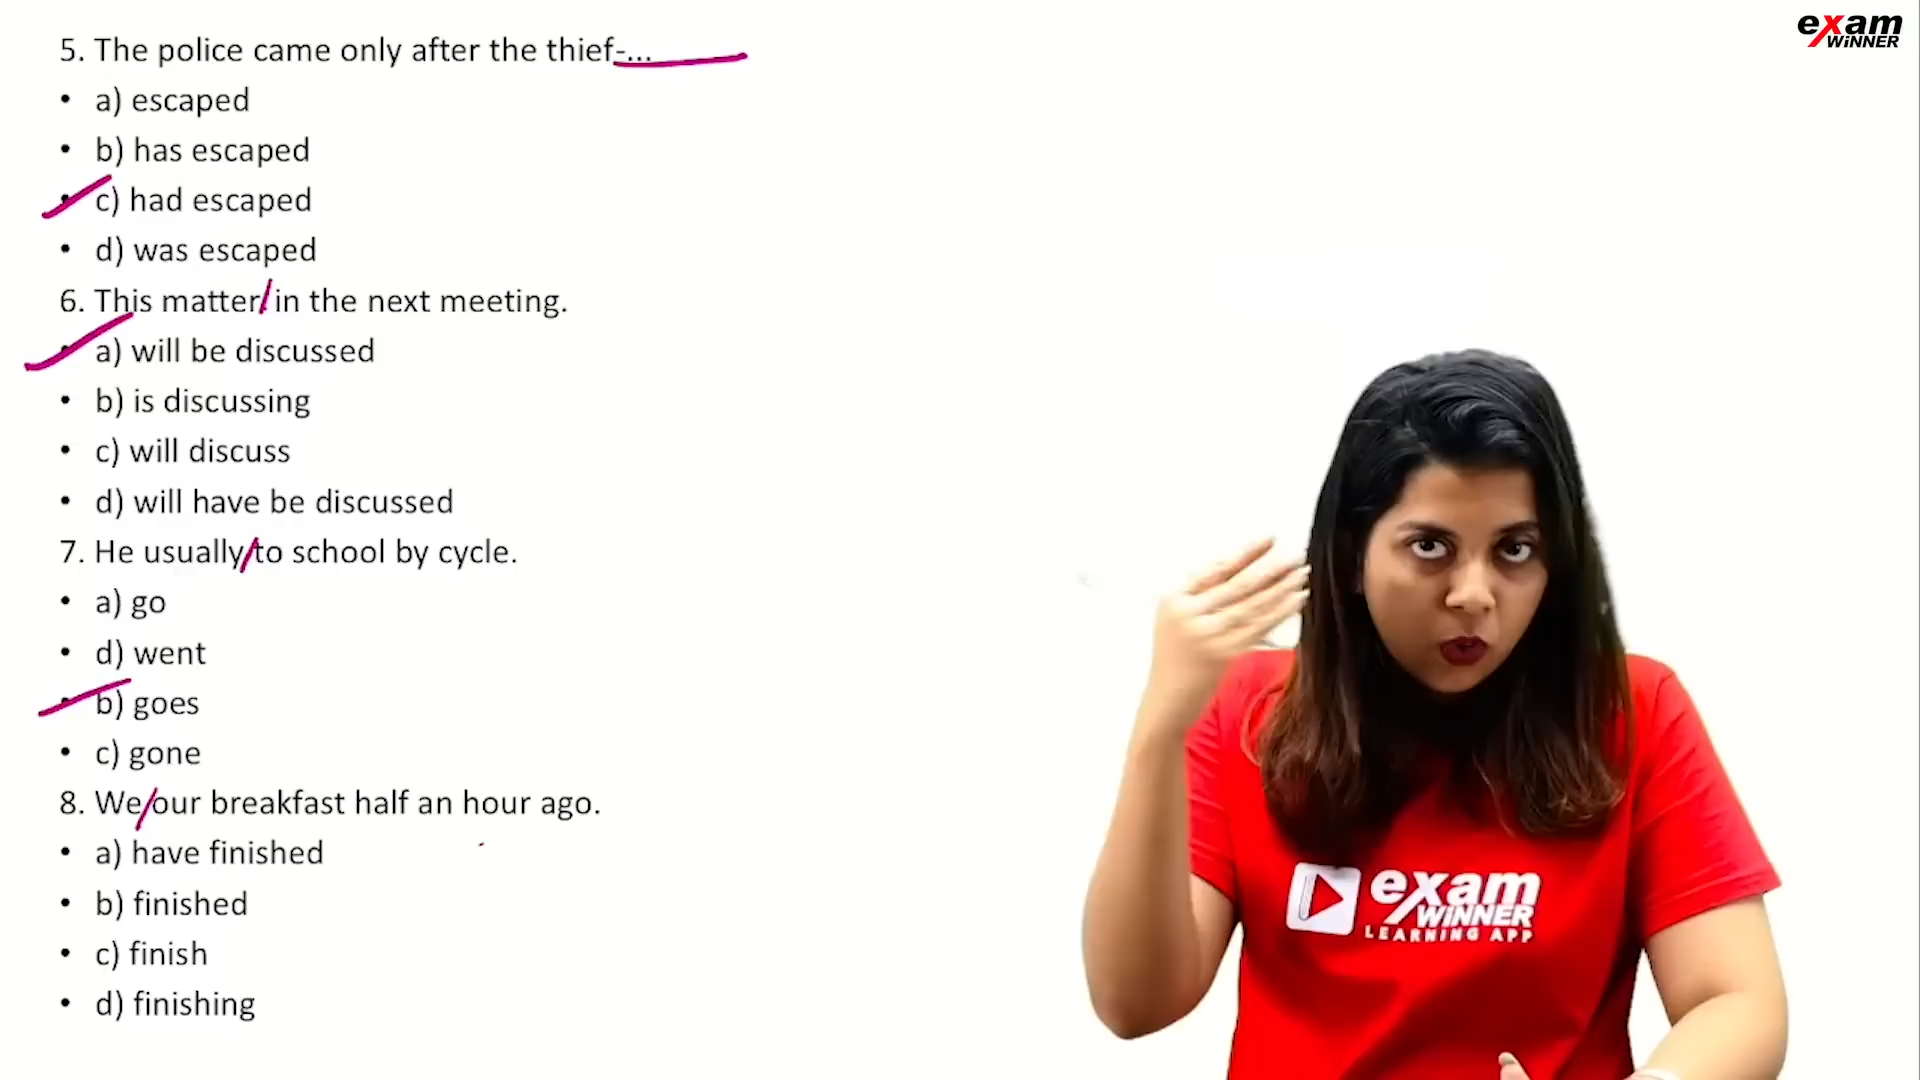 exam
WiNNER
5. The police came only after the thief-...
• a) escaped
• b) has escaped
• c) had escaped
• d) was escaped
6. This matter. in the next meeting.
• a) will be discussed
• b) is discussing
• c) will discuss
• d) will have be discussed
7. He usually to school by cycle.
• a) go
• d) went
• b) goes
• c) gone
8. We our breakfast half an hour ago.
• a) have finished
• b) finished
• c) finish
• d) finishing
exam
WiNNER
LEARNING APP